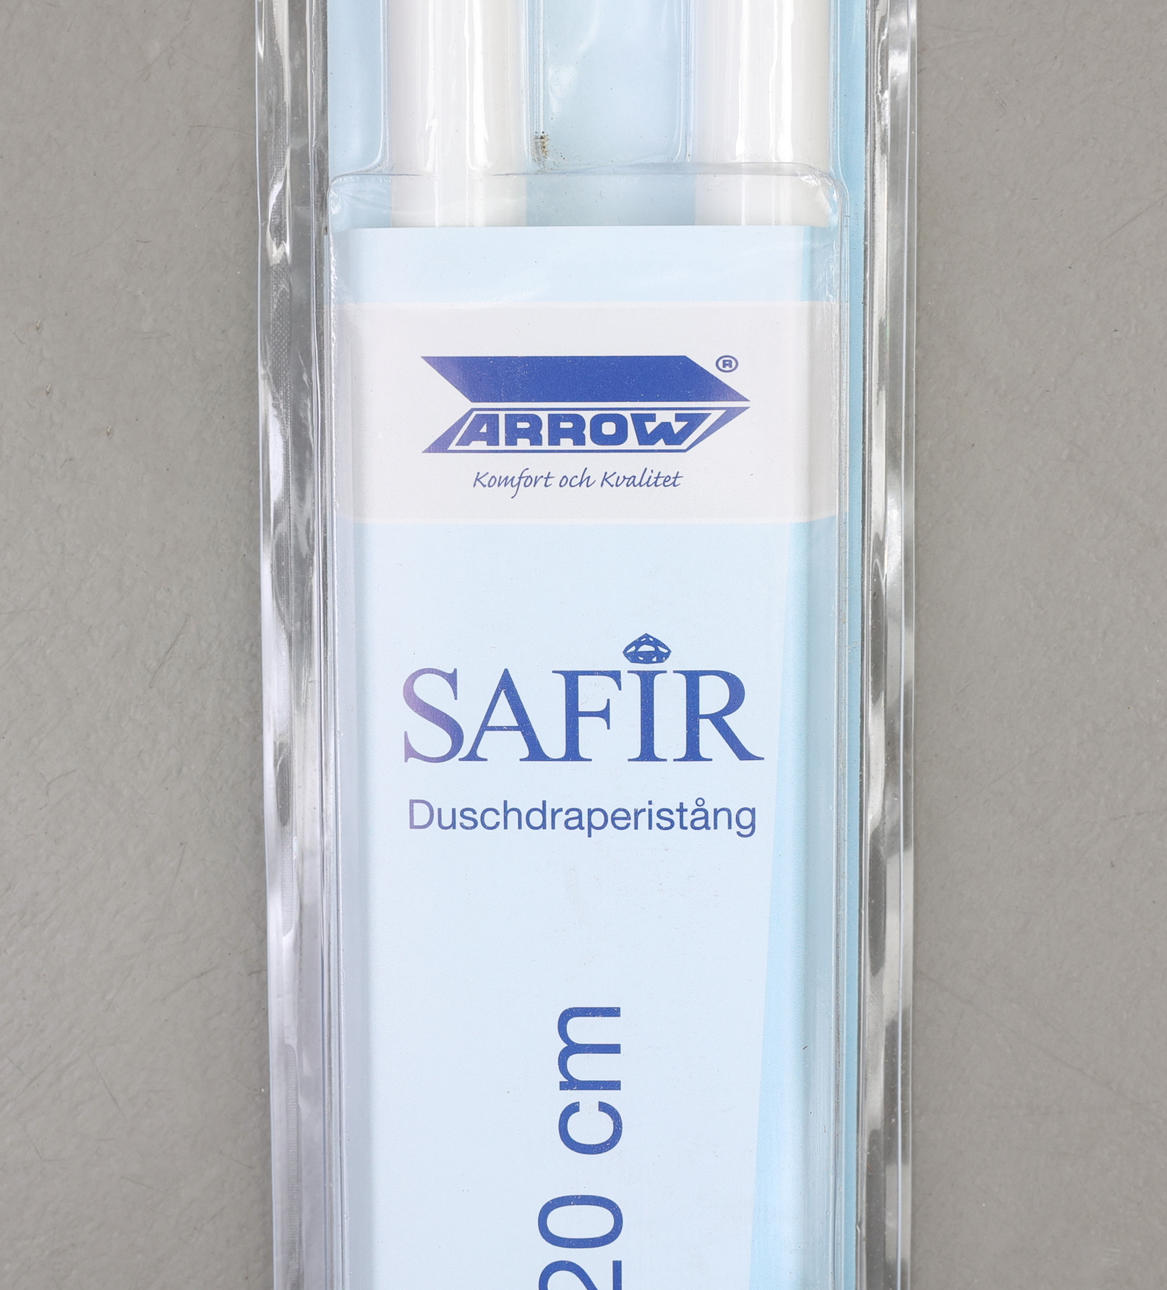 ARROW®
Komfort och Kvalitet
SAFIR
Duschdraperistång
20 cm